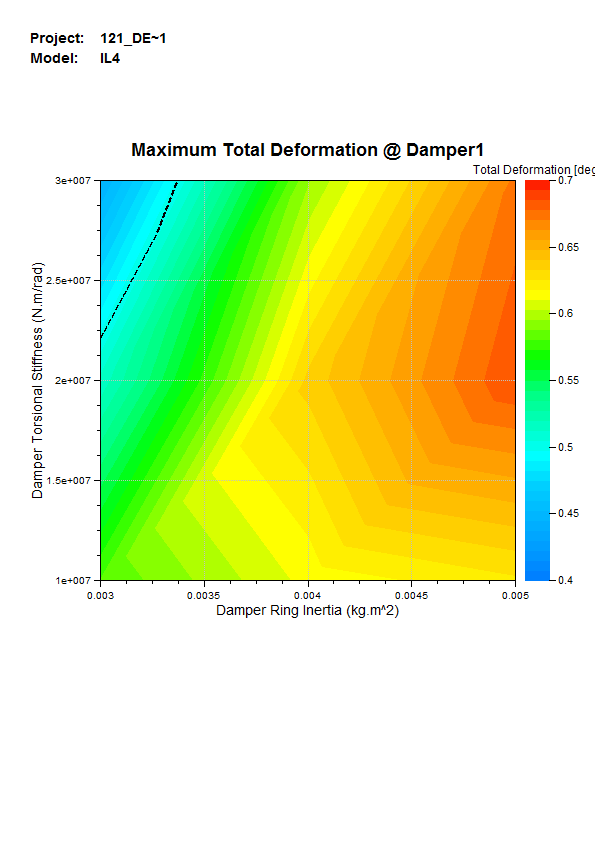 Project: 121_DE~1
Model: IL4
Maximum Total Deformation @ Damper1
Total Deformation [deg
3e+007
2.5e+007
2e+007
1.5e+007
1e+007
Damper Torsional Stiffness (N.m/rad)
0.003 0.0035 0.004 0.0045 0.005
Damper Ring Inertia (kg.m^2)
0.7
0.65
0.6
0.55
0.5
0.45
0.4